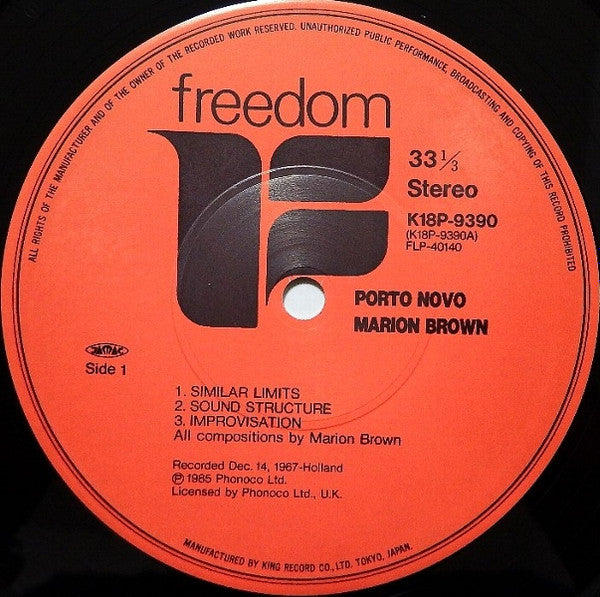 ALL RIGHTS OF THE MANUFACTURER AND OF THE OWNER OF THE RECORDED WORK RESERVED. UNAUTHORIZED PUBLIC PERFORMANCE, BROADCASTING AND COPYING OF THIS RECORD PROHIBITED
freedom
33 1/3
Stereo
K18P-9390
(K18P-9390A)
FLP-40140
PORTO NOVO
MARION BROWN
Side 1
1. SIMILAR LIMITS
2. SOUND STRUCTURE
3. IMPROVISATION
All compositions by Marion Brown
Recorded Dec. 14, 1967-Holland
Ⓟ 1985 Phonoco Ltd.
Licensed by Phonoco Ltd., U.K.
MANUFACTURED BY KING RECORD CO., LTD. TOKYO, JAPAN.